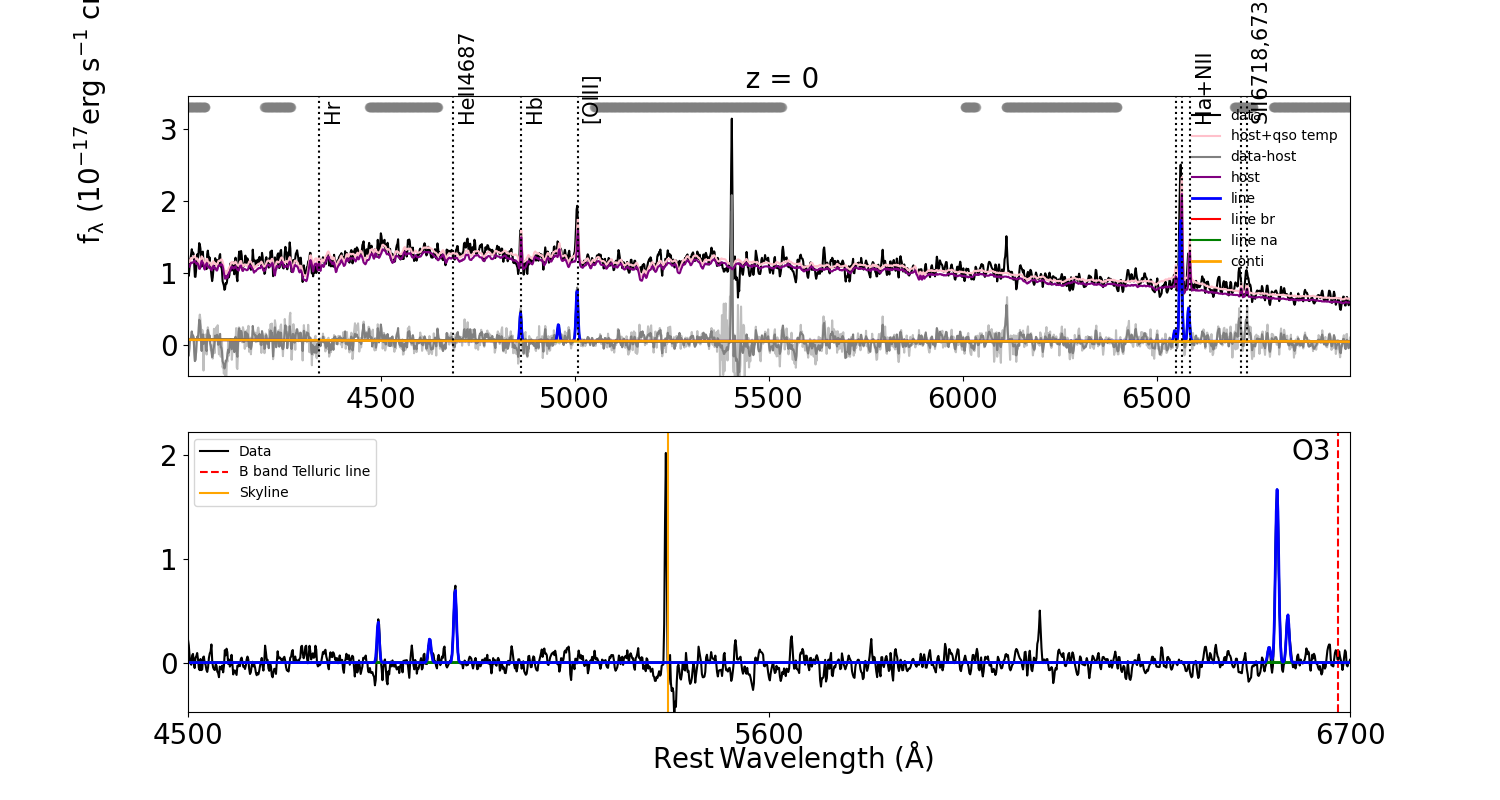 z = 0
f_λ (10^−17 erg s^−1
Hr
HeII4687
Hb
[OIII]
Ha+NII
SII6718,673
data
host+qso temp
data-host
host
line
line br
line na
conti
3
2
1
0
4500 5000 5500 6000 6500
O3
Data
B band Telluric line
Skyline
2
1
0
4500 5600 6700
Rest Wavelength (Å)